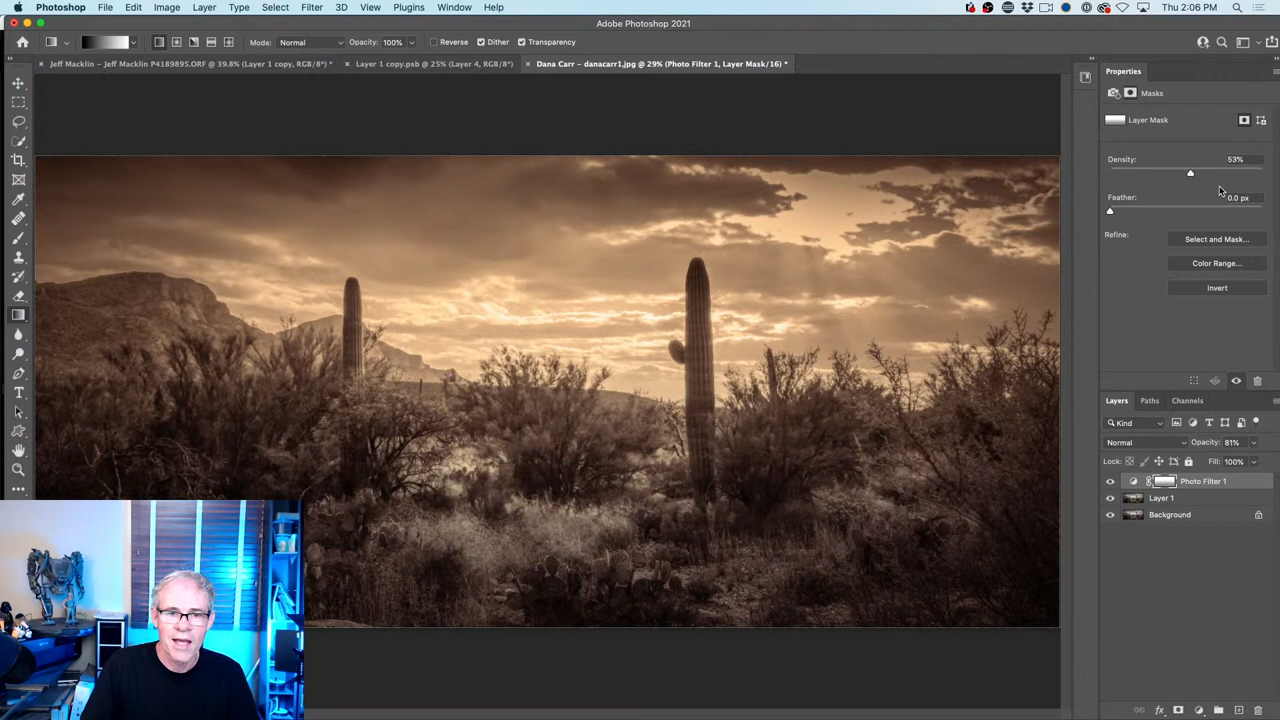 Photoshop File Edit Image Layer Type Select Filter 3D View Plugins Window Help Thu 2:06 PM
Adobe Photoshop 2021
Mode: Normal Opacity: 100% Reverse Dither Transparency
Jeff Macklin – Jeff Macklin P4189895.ORF @ 39.8% (Layer 1 copy, RGB/8*) * Layer 1 copy.psb @ 25% (Layer 4, RGB/8*) Dana Carr – danacarr1.jpg @ 29% (Photo Filter 1, Layer Mask/16) *
Properties
Masks
Layer Mask
Density: 53%
Feather: 0.0 px
Refine: Select and Mask...
Color Range...
Invert
Layers Paths Channels
Kind
Normal Opacity: 81%
Lock: Fill: 100%
Photo Filter 1
Layer 1
Background